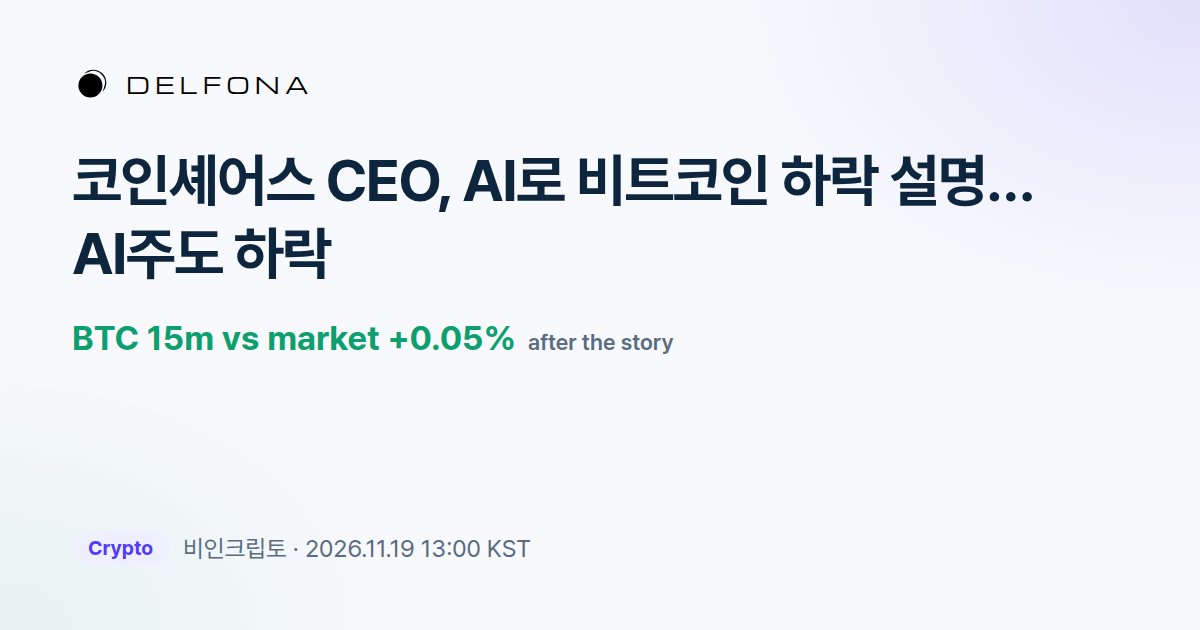 DELFONA
코인셰어스 CEO, AI로 비트코인 하락 설명...
AI주도 하락
BTC 15m vs market +0.05% after the story
Crypto 비인크립토 · 2026.11.19 13:00 KST